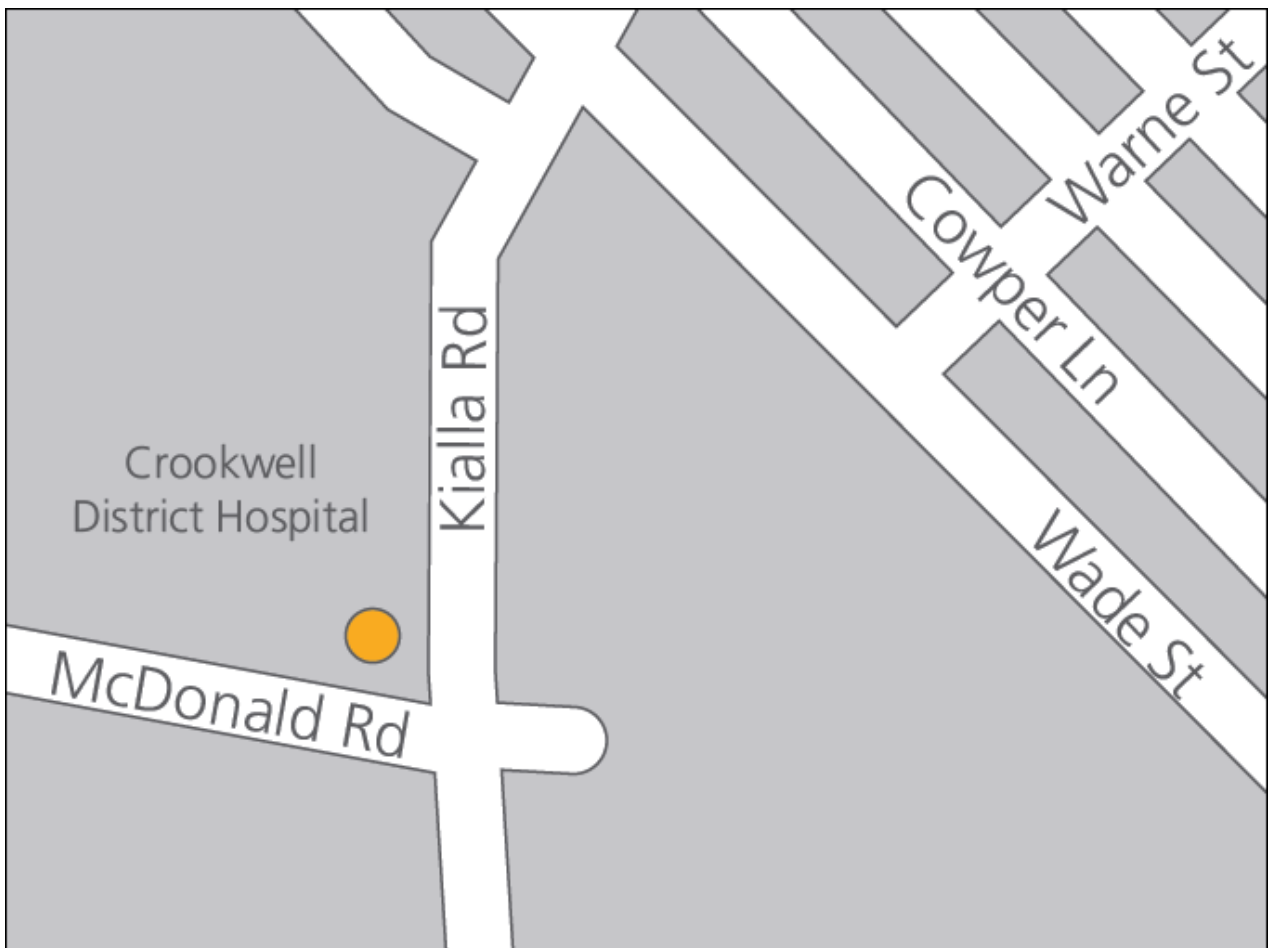 Warne St
Cowper Ln
Kialla Rd
Crookwell
District Hospital
Wade St
McDonald Rd